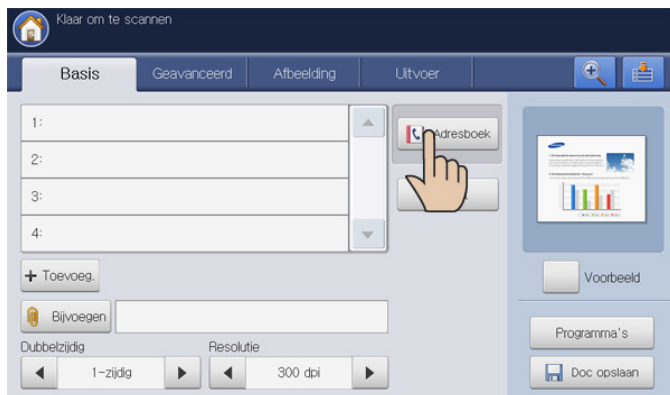 Klaar om te scannen
Basis
Geavanceerd
Afbeelding
Uitvoer
1:
2:
3:
4:
Adresboek
+ Toevoeg.
Bijvoegen
Dubbelzijdig
Resolutie
1-zijdig
300 dpi
Voorbeeld
Programma's
Doc opslaan